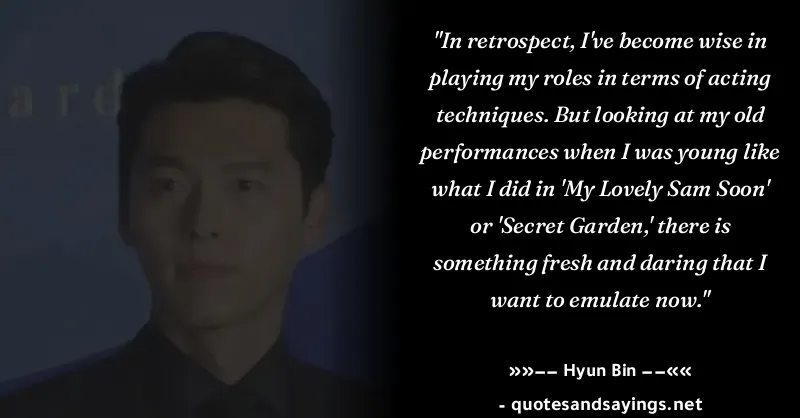 ard
"In retrospect, I've become wise in
playing my roles in terms of acting
techniques. But looking at my old
performances when I was young like
what I did in 'My Lovely Sam Soon'
or 'Secret Garden,' there is
something fresh and daring that I
want to emulate now."
»»−− Hyun Bin −−««
- quotesandsayings.net